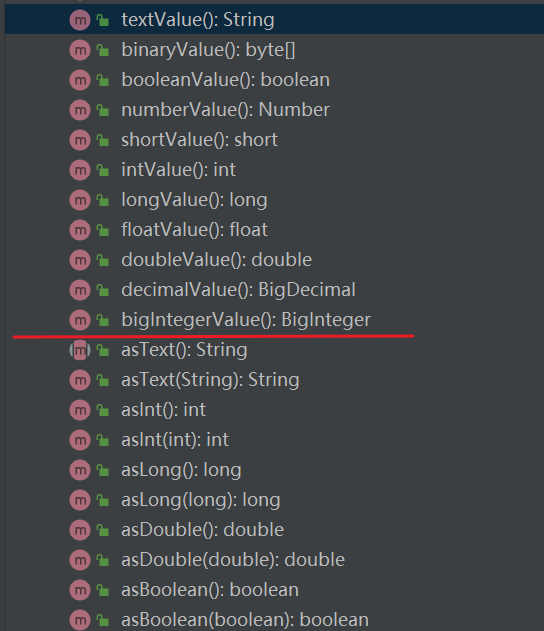 m textValue(): String
m binaryValue(): byte[]
m booleanValue(): boolean
m numberValue(): Number
m shortValue(): short
m intValue(): int
m longValue(): long
m floatValue(): float
m doubleValue(): double
m decimalValue(): BigDecimal
m bigIntegerValue(): BigInteger
m asText(): String
m asText(String): String
m asInt(): int
m asInt(int): int
m asLong(): long
m asLong(long): long
m asDouble(): double
m asDouble(double): double
m asBoolean(): boolean
m asBoolean(boolean): boolean